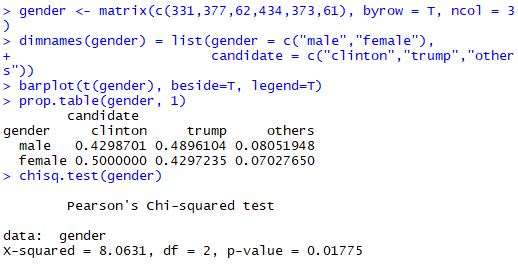 > gender <- matrix(c(331,377,62,434,373,61), byrow = T, ncol = 3
)
> dimnames(gender) = list(gender = c("male","female"),
+                         candidate = c("clinton","trump","other
s"))
> barplot(t(gender), beside=T, legend=T)
> prop.table(gender, 1)
        candidate
gender     clinton     trump     others
  male   0.4298701 0.4896104 0.08051948
  female 0.5000000 0.4297235 0.07027650
> chisq.test(gender)
        Pearson's Chi-squared test
data:  gender
X-squared = 8.0631, df = 2, p-value = 0.01775